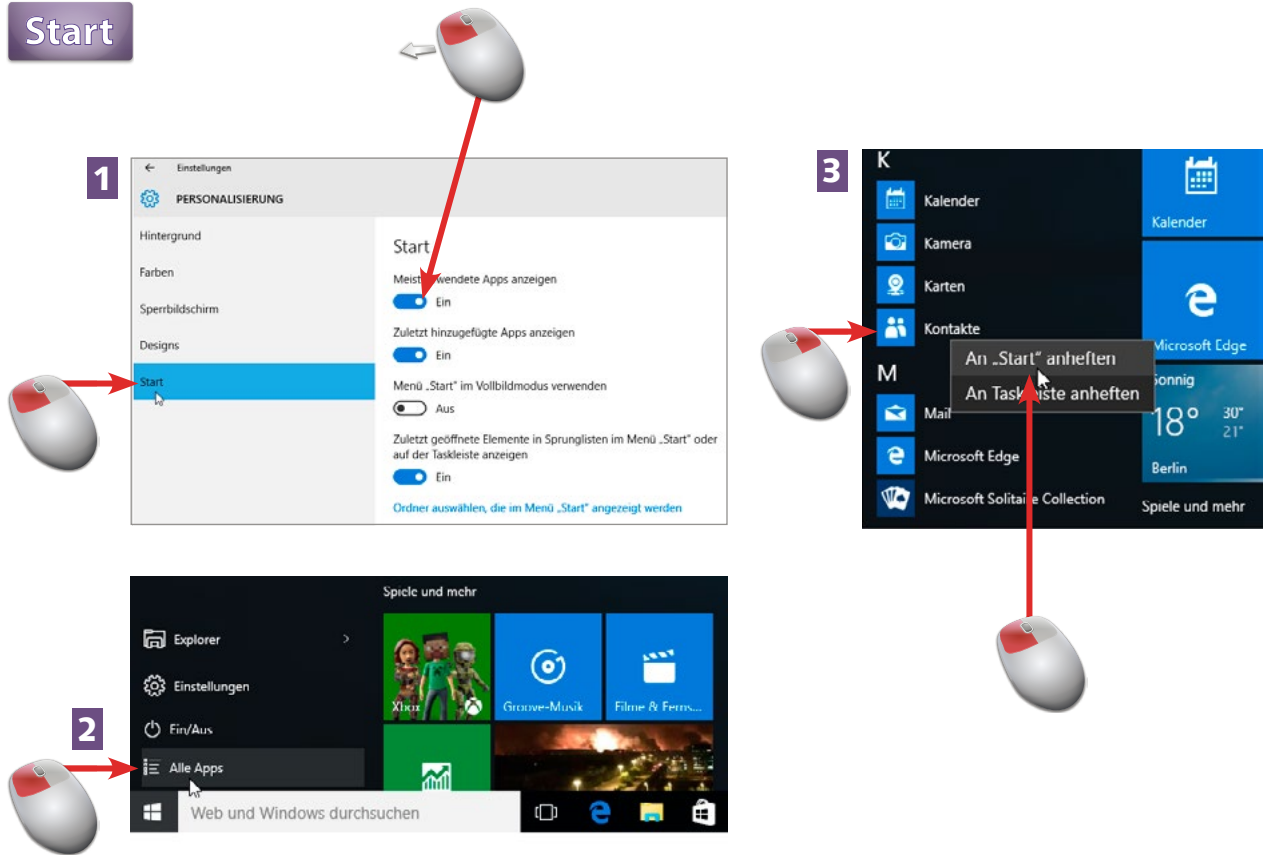 Start
1
Einstellungen
PERSONALISIERUNG
Hintergrund
Farben
Sperrbildschirm
Designs
Start
Start
Meistverwendete Apps anzeigen
Ein
Zuletzt hinzugefügte Apps anzeigen
Ein
Menü „Start“ im Vollbildmodus verwenden
Aus
Zuletzt geöffnete Elemente in Sprunglisten im Menü „Start“ oder
auf der Taskleiste anzeigen
Ein
Ordner auswählen, die im Menü „Start“ angezeigt werden
2
Explorer
Einstellungen
Ein/Aus
Alle Apps
Web und Windows durchsuchen
Spiele und mehr
Xbox
Groove-Musik
Filme & Ferns...
3
K
Kalender
Kamera
Karten
Kontakte
An „Start“ anheften
An Taskleiste anheften
M
Mail
Microsoft Edge
Microsoft Solitaire Collection
Kalender
Microsoft Edge
Sonnig
18° 30°
21°
Berlin
Spiele und mehr